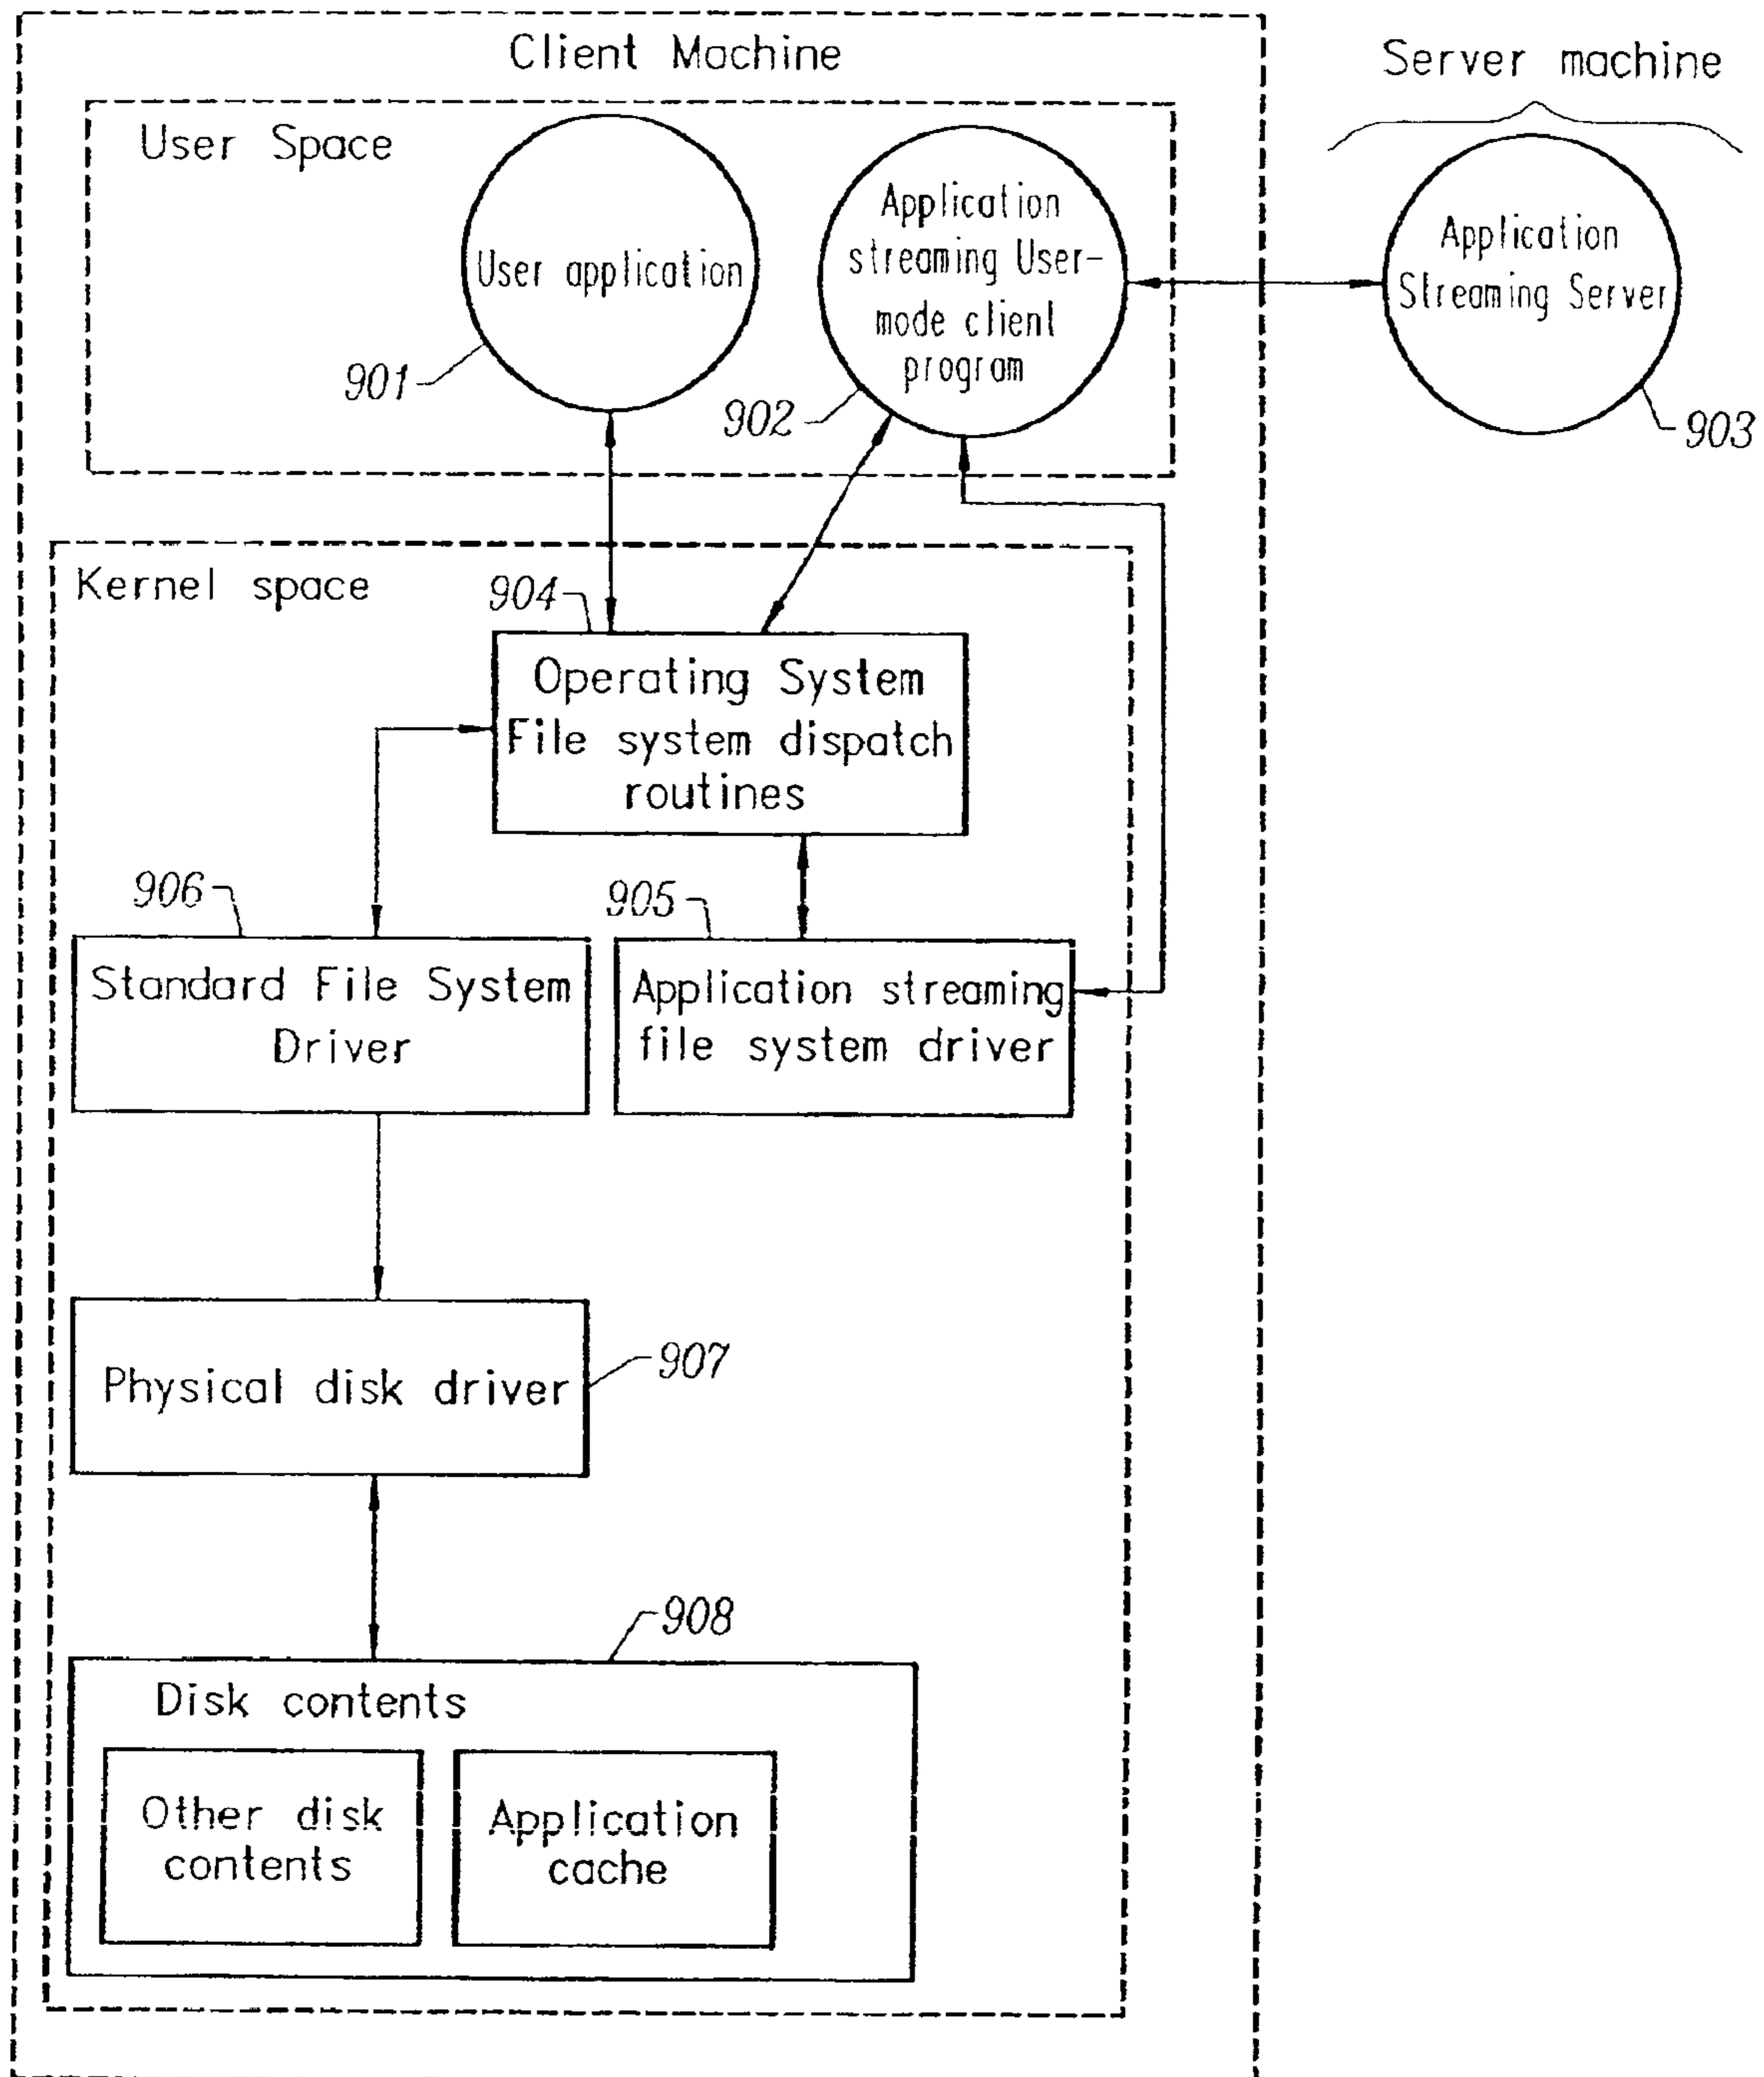 Client Machine
Server machine
User Space
User application
901
Application
streaming User-
mode client
program
902
Application
Streaming Server
903
Kernel space
904
Operating System
File system dispatch
routines
906
905
Standard File System
Driver
Application streaming
file system driver
Physical disk driver
907
908
Disk contents
Other disk
contents
Application
cache